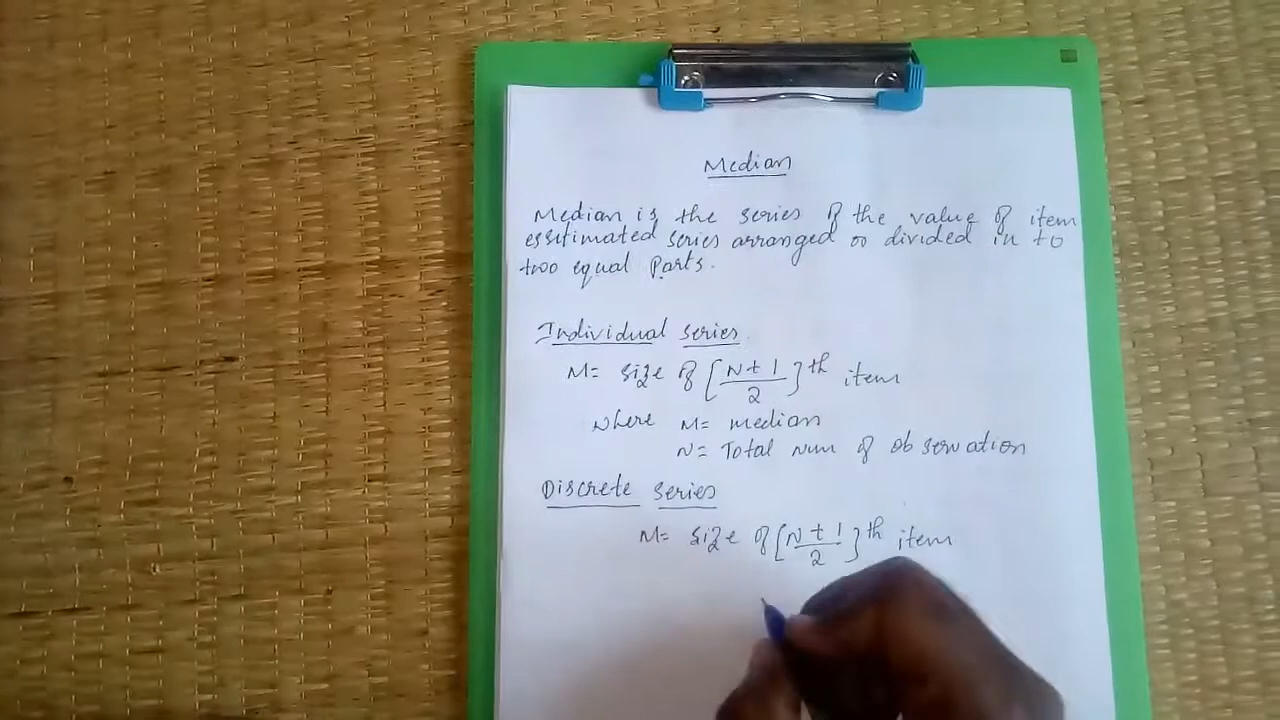 Median
Median is the series of the value of item
essitimated series arranged or divided in to
two equal parts.
Individual series.
M= size of [N+1/2]th item
where M= median
N= Total Num of observation
Discrete series
M= size of [N+1/2]th item